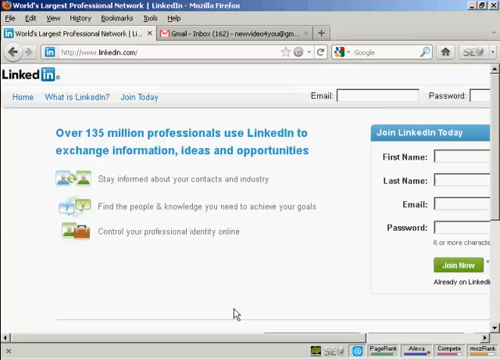 World's Largest Professional Network | LinkedIn - Mozilla Firefox
Edit View History Bookmarks Tools Help
World's Largest Professional Network | Li...
Gmail - Inbox (162) - newvideo4you@gm...
http://www.linkedin.com/
Google
Linked in
Home What is LinkedIn? Join Today
Email:
Password:
Over 135 million professionals use LinkedIn to
exchange information, ideas and opportunities
Stay informed about your contacts and industry
Find the people & knowledge you need to achieve your goals
Control your professional identity online
Join LinkedIn Today
First Name:
Last Name:
Email:
Password:
6 or more characte
Join Now *
Already on LinkedI
PageRank Alexa Compete mozRan